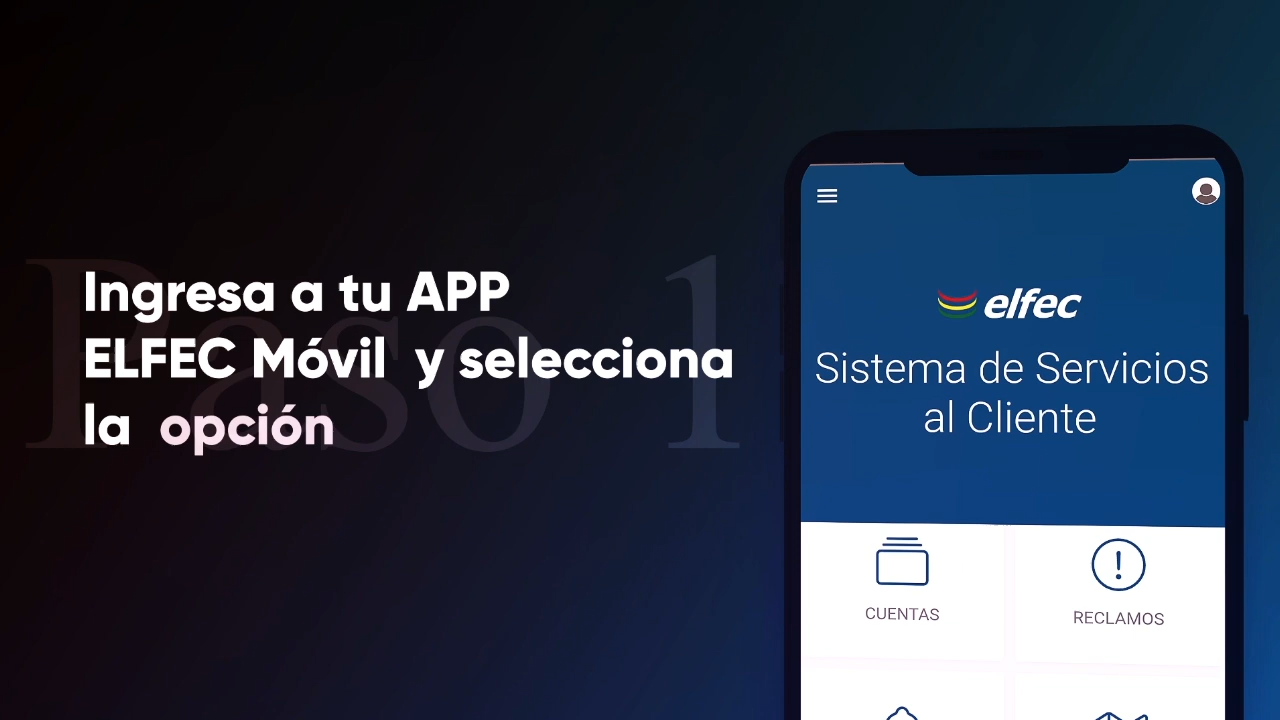 Paso 1
Ingresa a tu APP
ELFEC Móvil y selecciona
la opción
elfec
Sistema de Servicios
al Cliente
CUENTAS
RECLAMOS